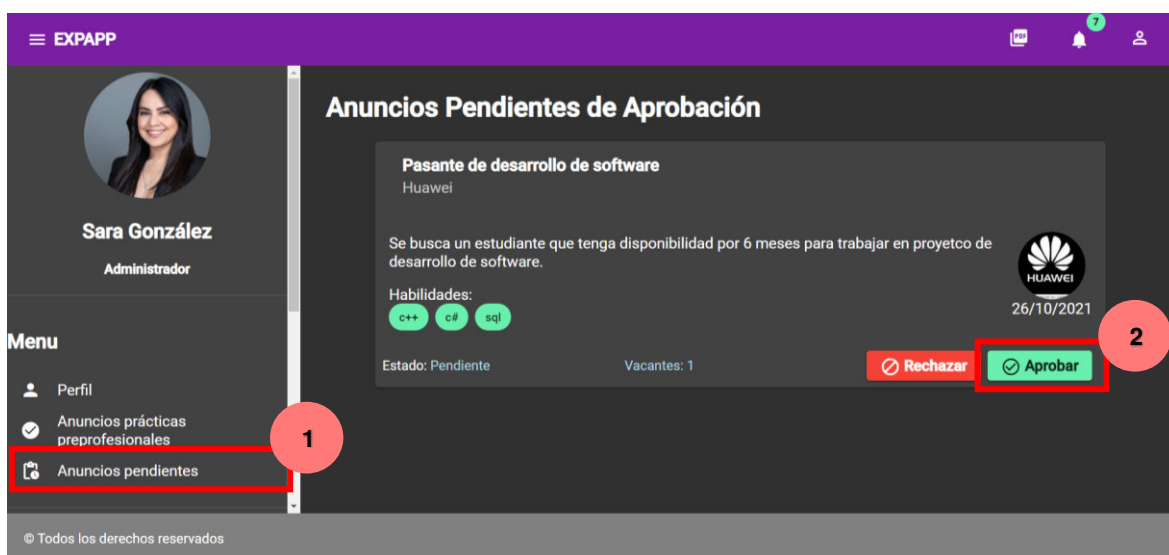 EXPAPP
PDF
7
Sara González
Administrador
Menu
Perfil
Anuncios prácticas
preprofesionales
Anuncios pendientes
1
Anuncios Pendientes de Aprobación
Pasante de desarrollo de software
Huawei
Se busca un estudiante que tenga disponibilidad por 6 meses para trabajar en proyetco de
desarrollo de software.
Habilidades:
c++ c# sql
HUAWEI
26/10/2021
Estado: Pendiente Vacantes: 1 Rechazar Aprobar
2
© Todos los derechos reservados